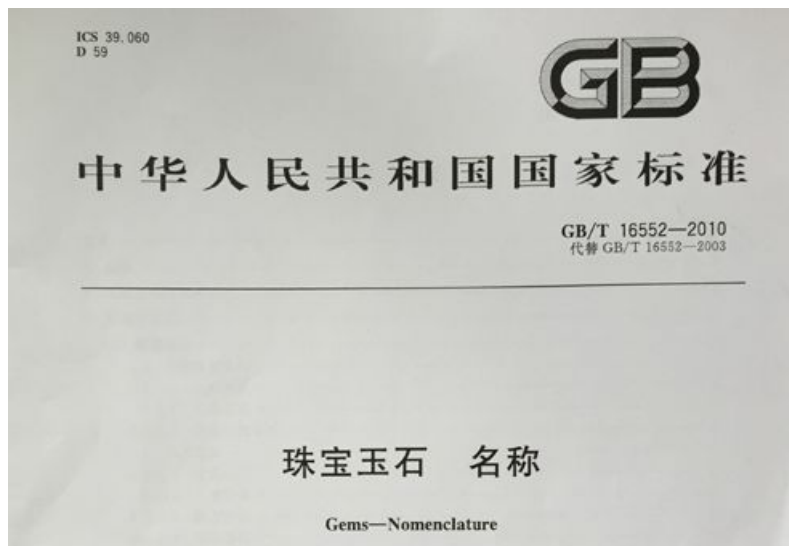 ICS 39.060
D 59
GB
中华人民共和国国家标准
GB/T 16552—2010
代替 GB/T 16552—2003
珠宝玉石 名称
Gems—Nomenclature